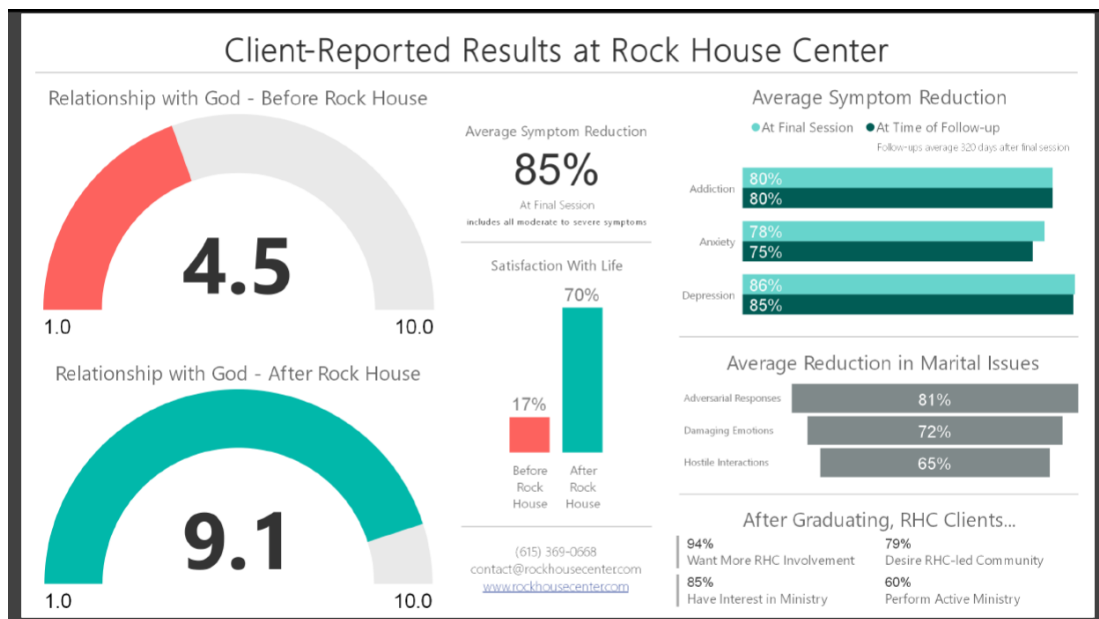 Client-Reported Results at Rock House Center
Relationship with God - Before Rock House
4.5
1.0
10.0
Relationship with God - After Rock House
9.1
1.0
10.0
Average Symptom Reduction
85%
At Final Session
includes all moderate to severe symptoms
Satisfaction With Life
70%
17%
Before
Rock
House
After
Rock
House
(615) 369-0668
contact@rockhousecenter.com
www.rockhousecenter.com
Average Symptom Reduction
At Final Session
At Time of Follow-up
Follow-ups average 320 days after final session
Addiction
80%
80%
Anxiety
78%
75%
Depression
86%
85%
Average Reduction in Marital Issues
Adversarial Responses
81%
Damaging Emotions
72%
Hostile Interactions
65%
After Graduating, RHC Clients...
94%
Want More RHC Involvement
79%
Desire RHC-led Community
85%
Have Interest in Ministry
60%
Perform Active Ministry